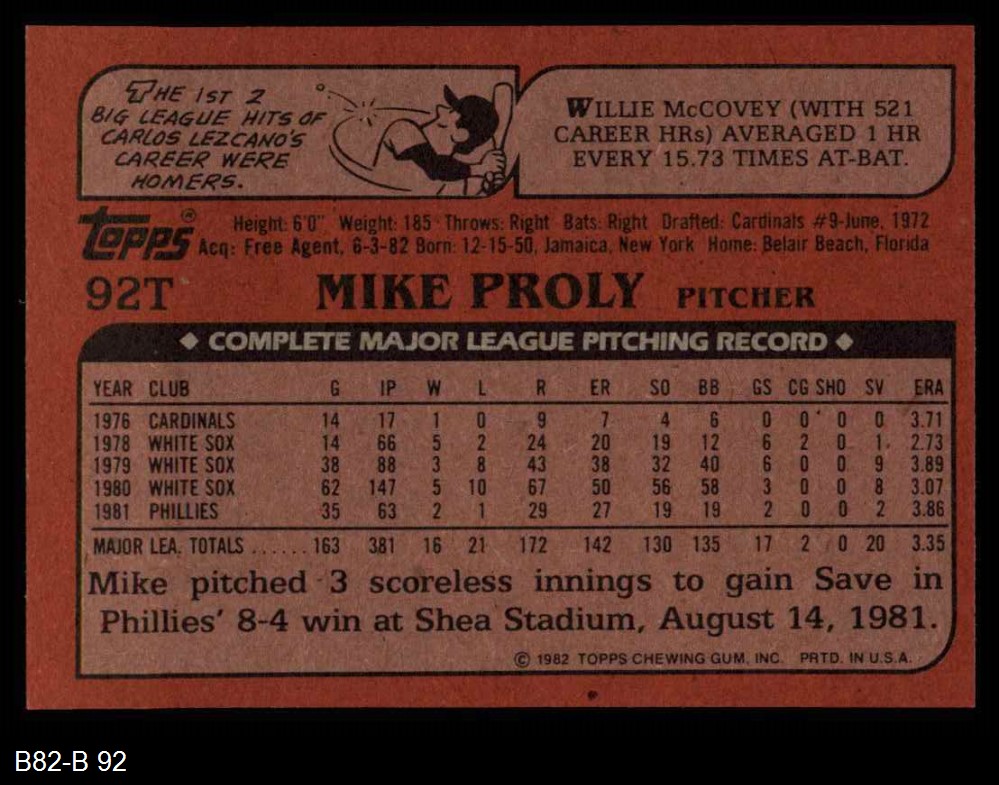 THE 1ST 2
BIG LEAGUE HITS OF
CARLOS LEZCANO'S
CAREER WERE
HOMERS.
WILLIE McCOVEY (WITH 521
CAREER HRs) AVERAGED 1 HR
EVERY 15.73 TIMES AT-BAT.
Topps®
Height: 6'0" Weight: 185 Throws: Right Bats: Right Drafted: Cardinals #9-June, 1972
Acq: Free Agent, 6-3-82 Born: 12-15-50, Jamaica, New York Home: Belair Beach, Florida
92T MIKE PROLY PITCHER
◆ COMPLETE MAJOR LEAGUE PITCHING RECORD ◆
YEAR CLUB G IP W L R ER SO BB GS CG SHO SV ERA
1976 CARDINALS 14 17 1 0 9 7 4 6 0 0 0 0 3.71
1978 WHITE SOX 14 66 5 2 24 20 19 12 6 2 0 1 2.73
1979 WHITE SOX 38 88 3 8 43 38 32 40 6 0 0 9 3.89
1980 WHITE SOX 62 147 5 10 67 50 56 58 3 0 0 8 3.07
1981 PHILLIES 35 63 2 1 29 27 19 19 2 0 0 2 3.86
MAJOR LEA. TOTALS ...... 163 381 16 21 172 142 130 135 17 2 0 20 3.35
Mike pitched 3 scoreless innings to gain Save in
Phillies' 8-4 win at Shea Stadium, August 14, 1981.
© 1982 TOPPS CHEWING GUM, INC. PRTD. IN U.S.A.
B82-B 92